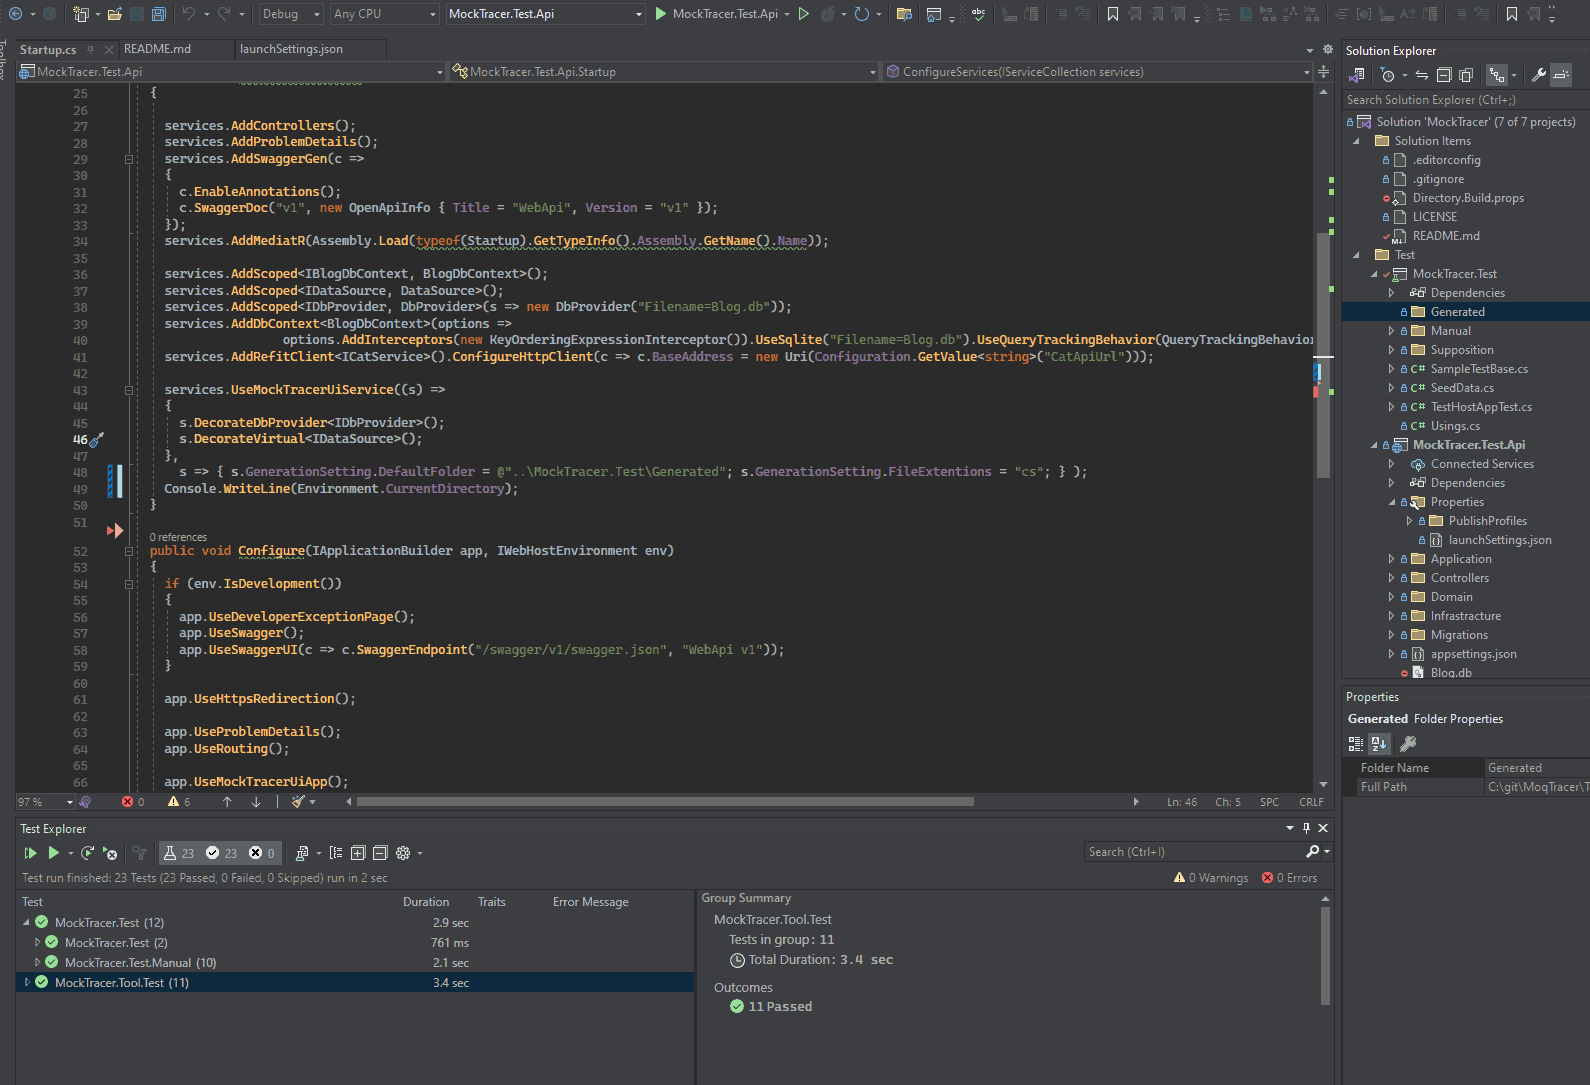 Debug
Any CPU
MockTracer.Test.Api
MockTracer.Test.Api
abc
Toolbox
Startup.cs
README.md
launchSettings.json
MockTracer.Test.Api
MockTracer.Test.Api.Startup
ConfigureServices(IServiceCollection services)
25 {
26
27 services.AddControllers();
28 services.AddProblemDetails();
29 services.AddSwaggerGen(c =>
30 {
31 c.EnableAnnotations();
32 c.SwaggerDoc("v1", new OpenApiInfo { Title = "WebApi", Version = "v1" });
33 });
34 services.AddMediatR(Assembly.Load(typeof(Startup).GetTypeInfo().Assembly.GetName().Name));
35
36 services.AddScoped<IBlogDbContext, BlogDbContext>();
37 services.AddScoped<IDataSource, DataSource>();
38 services.AddScoped<IDbProvider, DbProvider>(s => new DbProvider("Filename=Blog.db"));
39 services.AddDbContext<BlogDbContext>(options =>
40 options.AddInterceptors(new KeyOrderingExpressionInterceptor()).UseSqlite("Filename=Blog.db").UseQueryTrackingBehavior(QueryTrackingBehavior
41 services.AddRefitClient<ICatService>().ConfigureHttpClient(c => c.BaseAddress = new Uri(Configuration.GetValue<string>("CatApiUrl")));
42
43 services.UseMockTracerUiService((s) =>
44 {
45 s.DecorateDbProvider<IDbProvider>();
46 s.DecorateVirtual<IDataSource>();
47 },
48 s => { s.GenerationSetting.DefaultFolder = @"..\MockTracer.Test\Generated"; s.GenerationSetting.FileExtentions = "cs"; } );
49 Console.WriteLine(Environment.CurrentDirectory);
50 }
51
0 references
52 public void Configure(IApplicationBuilder app, IWebHostEnvironment env)
53 {
54 if (env.IsDevelopment())
55 {
56 app.UseDeveloperExceptionPage();
57 app.UseSwagger();
58 app.UseSwaggerUI(c => c.SwaggerEndpoint("/swagger/v1/swagger.json", "WebApi v1"));
59 }
60
61 app.UseHttpsRedirection();
62
63 app.UseProblemDetails();
64 app.UseRouting();
65
66 app.UseMockTracerUiApp();
97 %
0
6
Ln: 46
Ch: 5
SPC
CRLF
Test Explorer
23
23
0
Search (Ctrl+I)
Test run finished: 23 Tests (23 Passed, 0 Failed, 0 Skipped) run in 2 sec
0 Warnings
0 Errors
Test Duration Traits Error Message
MockTracer.Test (12) 2.9 sec
MockTracer.Test (2) 761 ms
MockTracer.Test.Manual (10) 2.1 sec
MockTracer.Tool.Test (11) 3.4 sec
Group Summary
MockTracer.Tool.Test
Tests in group: 11
Total Duration: 3.4 sec
Outcomes
11 Passed
Solution Explorer
Search Solution Explorer (Ctrl+;)
Solution 'MockTracer' (7 of 7 projects)
Solution Items
.editorconfig
.gitignore
Directory.Build.props
LICENSE
README.md
Test
MockTracer.Test
Dependencies
Generated
Manual
Supposition
C# SampleTestBase.cs
C# SeedData.cs
C# TestHostAppTest.cs
C# Usings.cs
MockTracer.Test.Api
Connected Services
Dependencies
Properties
PublishProfiles
launchSettings.json
Application
Controllers
Domain
Infrastracture
Migrations
appsettings.json
Blog.db
Properties
Generated Folder Properties
Folder Name Generated
Full Path C:\git\MoqTracer\T